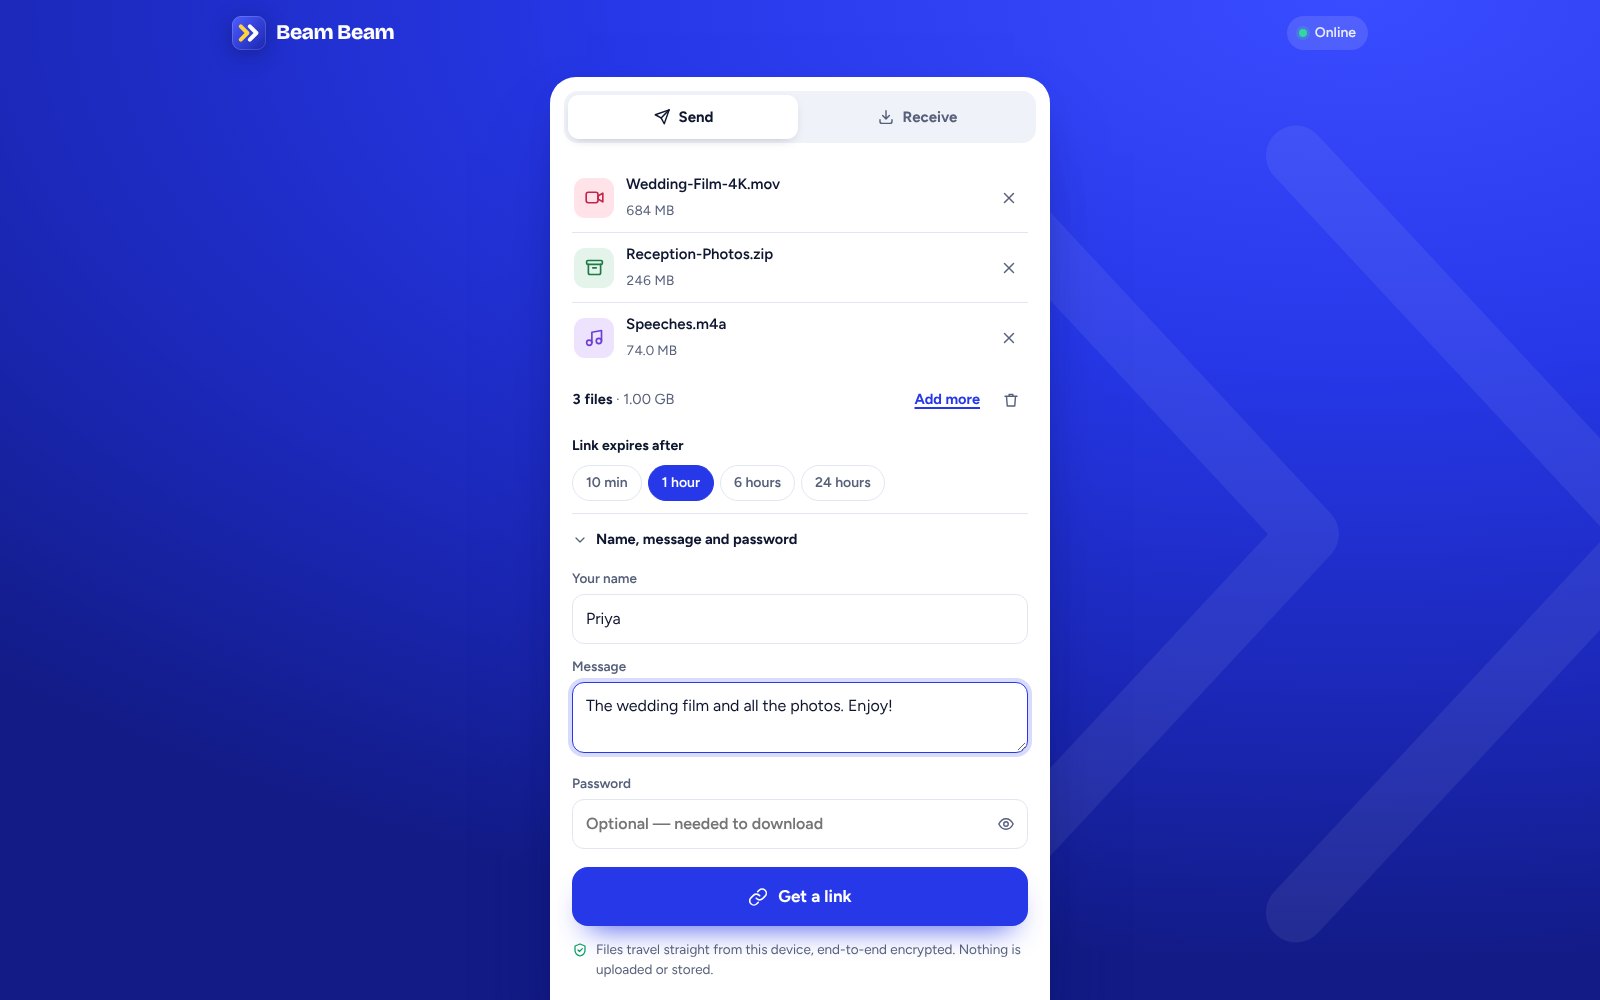 Beam Beam
Online
Send
Receive
Wedding-Film-4K.mov
684 MB
Reception-Photos.zip
246 MB
Speeches.m4a
74.0 MB
3 files · 1.00 GB
Add more
Link expires after
10 min
1 hour
6 hours
24 hours
Name, message and password
Your name
Priya
Message
The wedding film and all the photos. Enjoy!
Password
Optional — needed to download
Get a link
Files travel straight from this device, end-to-end encrypted. Nothing is
uploaded or stored.